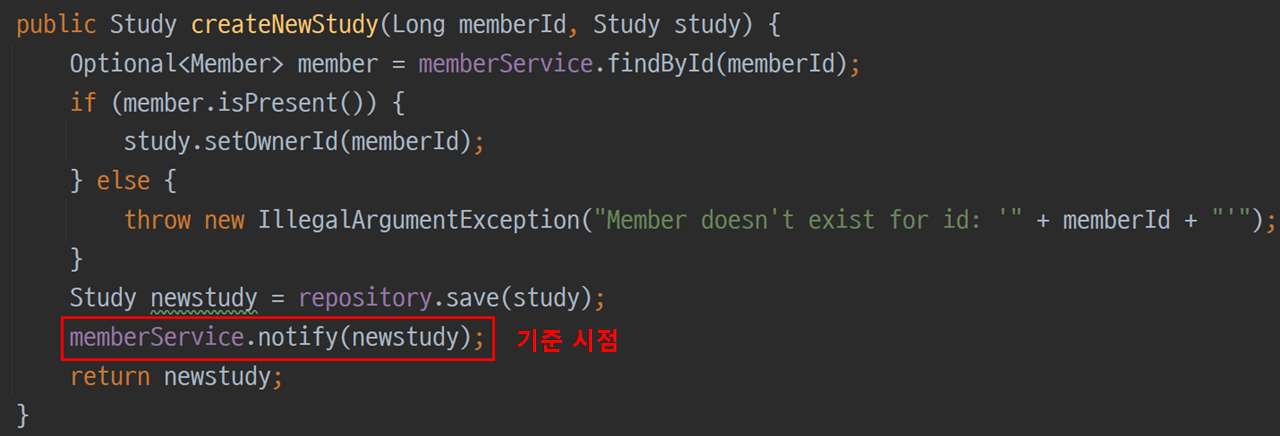 public Study createNewStudy(Long memberId, Study study) {
Optional<Member> member = memberService.findById(memberId);
if (member.isPresent()) {
study.setOwnerId(memberId);
} else {
throw new IllegalArgumentException("Member doesn't exist for id: '" + memberId + "'");
}
Study newstudy = repository.save(study);
memberService.notify(newstudy); 기준 시점
return newstudy;
}